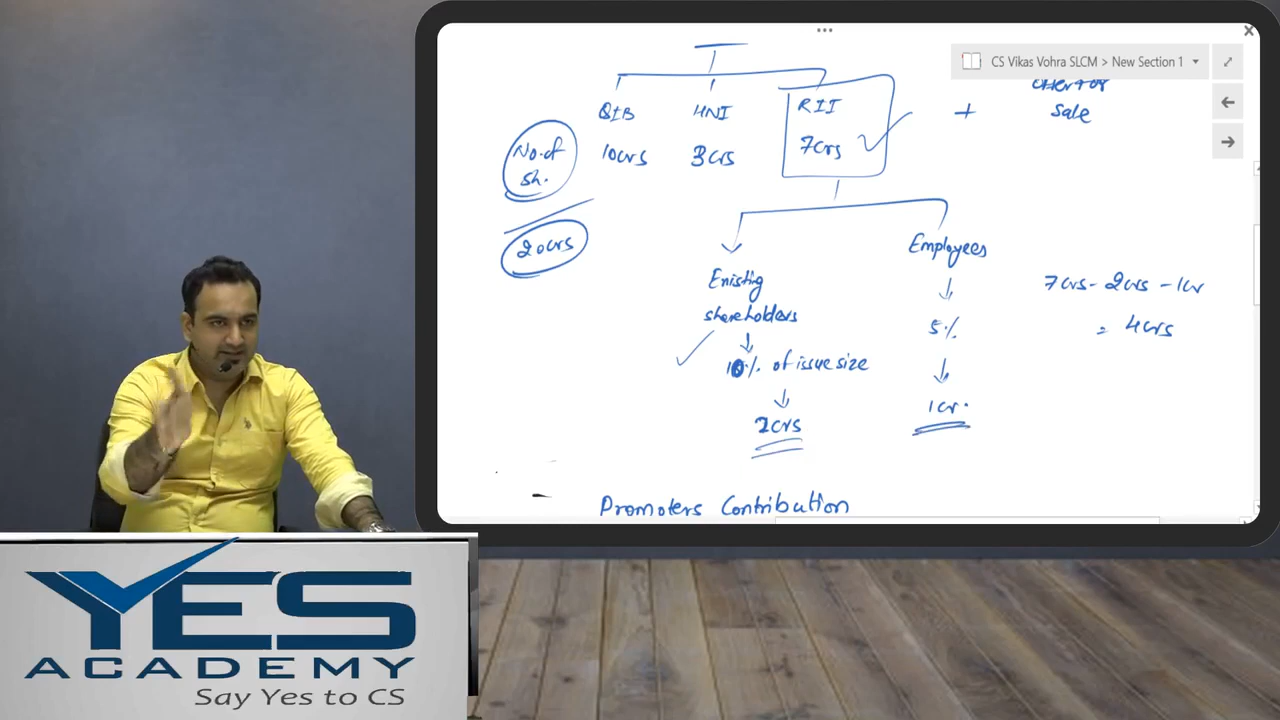 CS Vikas Vohra SLCM > New Section 1
QIB HNI RII
10crs 3crs 7crs
+ Sale
No. of
sh.
20crs
Existing
shareholders
10% of issue size
2crs
Employees
5%
1cr.
7crs - 2crs - 1cr
= 4crs
Promoters Contribution
YES
ACADEMY
Say Yes to CS